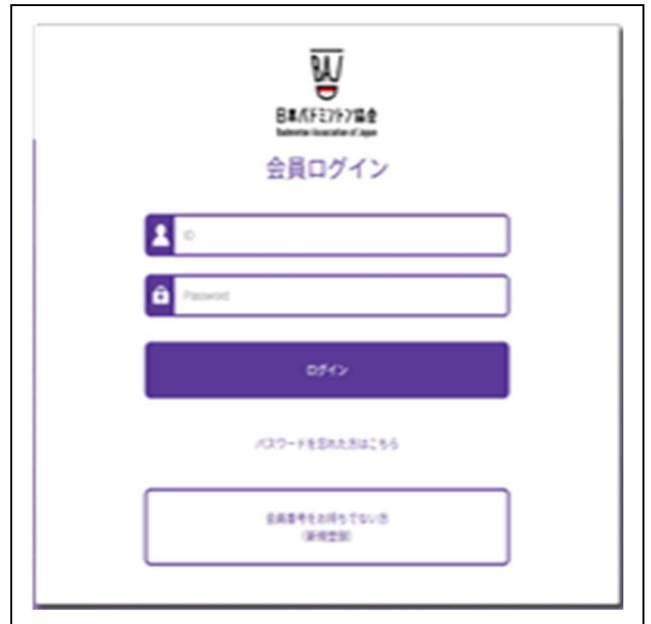 BAJ
日本バドミントン協会
Badminton Association of Japan
会員ログイン
ID
Password
ログイン
パスワードを忘れた方はこちら
会員番号をお持ちでない方
(新規登録)